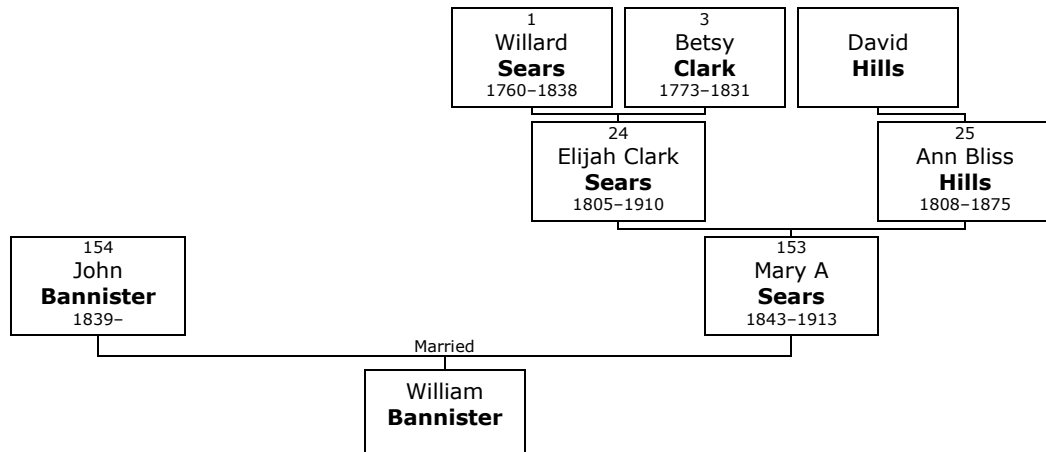 1
Willard
Sears
1760–1838
3
Betsy
Clark
1773–1831
David
Hills
24
Elijah Clark
Sears
1805–1910
25
Ann Bliss
Hills
1808–1875
154
John
Bannister
1839–
153
Mary A
Sears
1843–1913
Married
William
Bannister